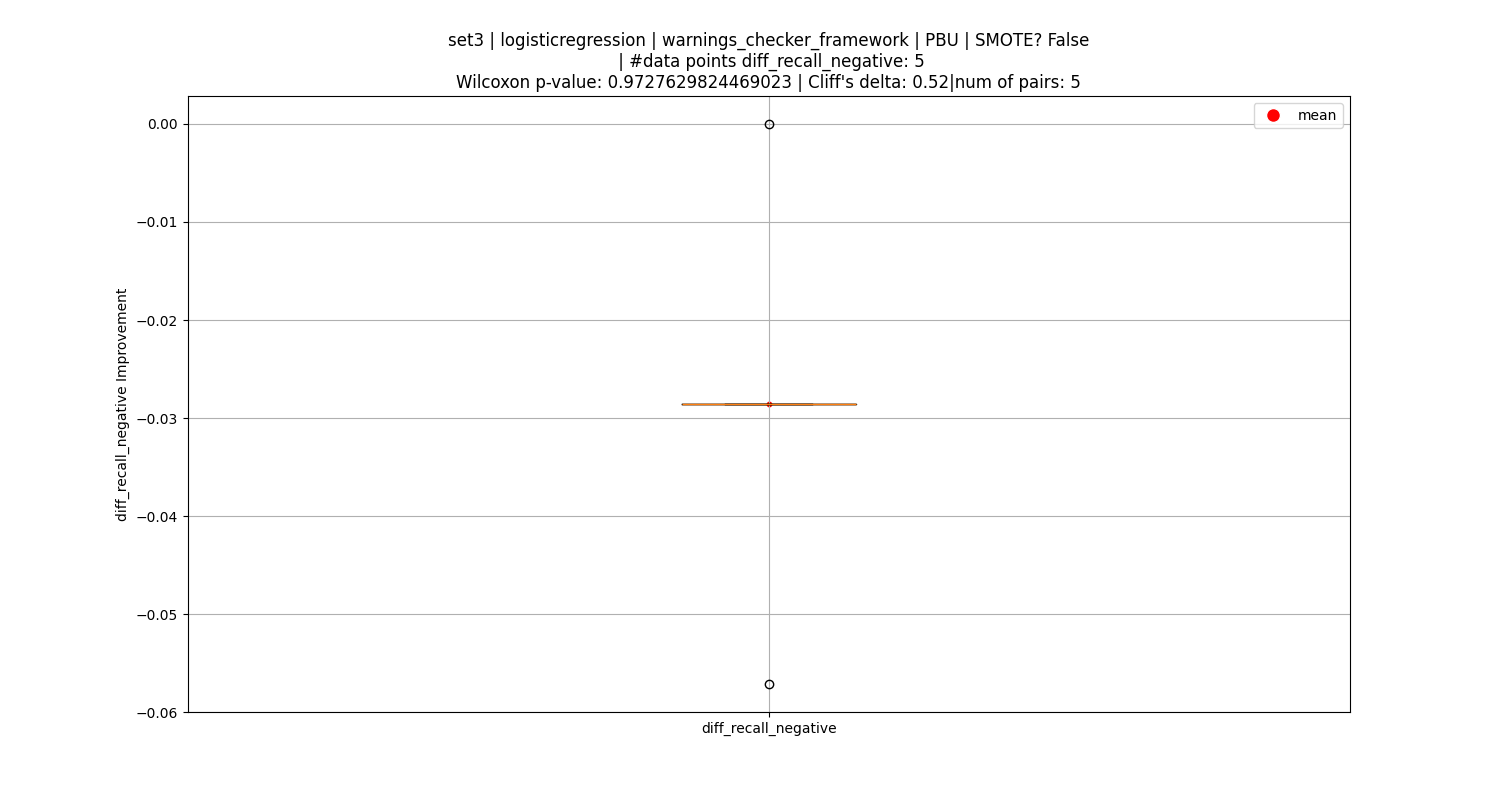 set3 | logisticregression | warnings_checker_framework | PBU | SMOTE? False
| #data points diff_recall_negative: 5
Wilcoxon p-value: 0.9727629824469023 | Cliff's delta: 0.52|num of pairs: 5
mean
0.00
−0.01
−0.02
−0.03
−0.04
−0.05
−0.06
diff_recall_negative Improvement
diff_recall_negative